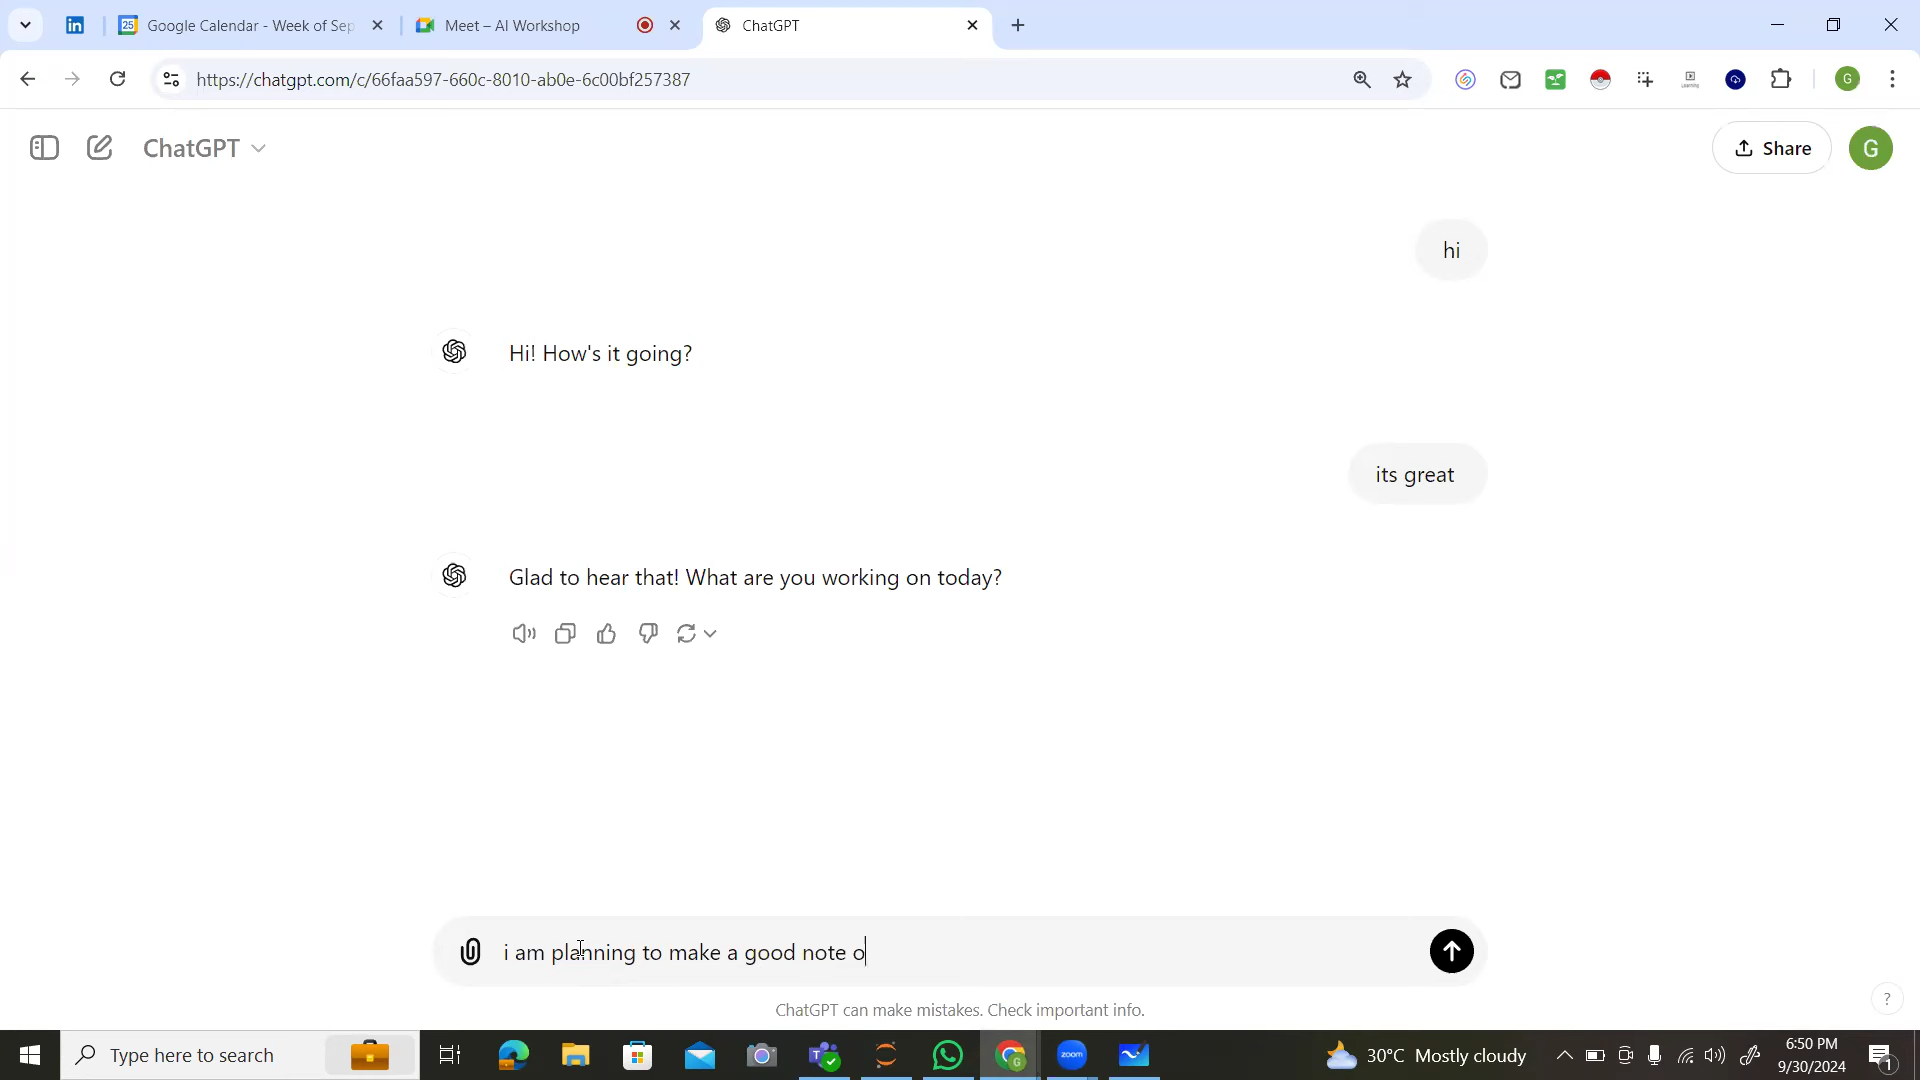 Google Calendar - Week of Sep
Meet – AI Workshop
ChatGPT
https://chatgpt.com/c/66faa597-660c-8010-ab0e-6c00bf257387
G
ChatGPT
Share
G
hi
Hi! How's it going?
its great
Glad to hear that! What are you working on today?
i am planning to make a good note o
ChatGPT can make mistakes. Check important info.
?
Type here to search
zoom
30°C Mostly cloudy
6:50 PM
9/30/2024
1